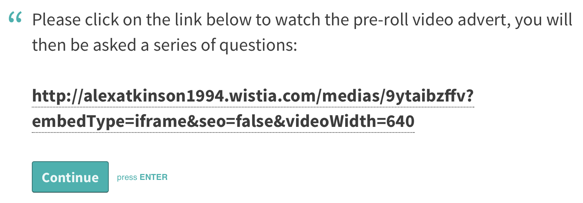 “ Please click on the link below to watch the pre-roll video advert, you will
then be asked a series of questions:
http://alexatkinson1994.wistia.com/medias/9ytaibzffv?
embedType=iframe&seo=false&videoWidth=640
Continue press ENTER